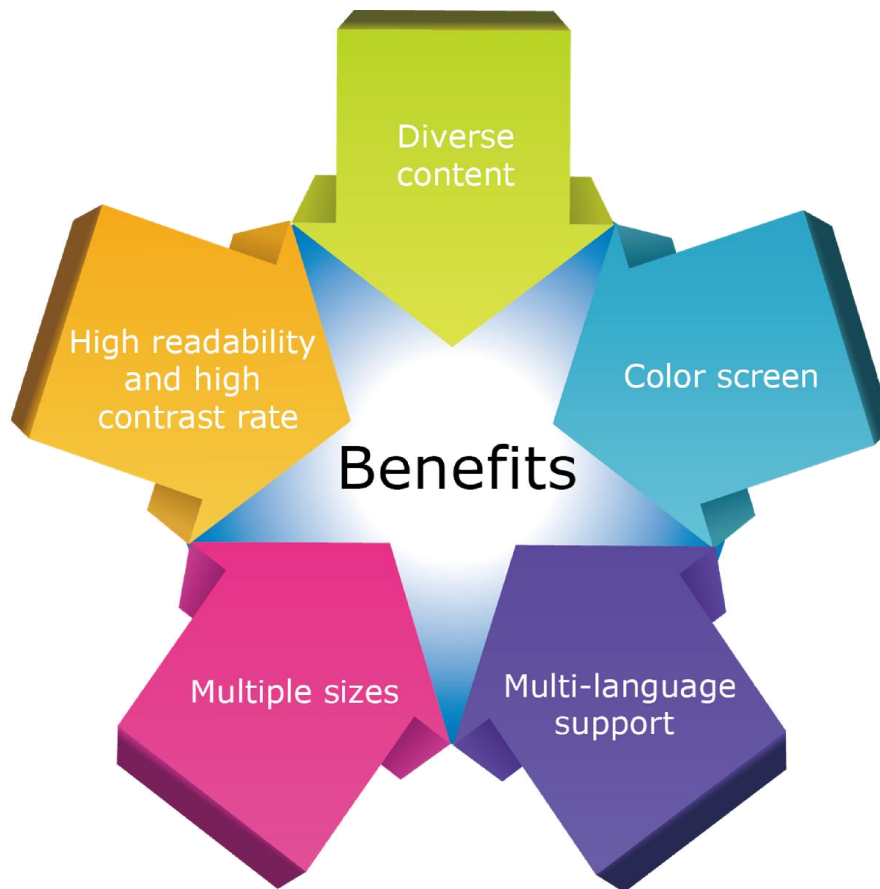 Diverse
content
Color screen
Multi-language
support
Multiple sizes
High readability
and high
contrast rate
Benefits